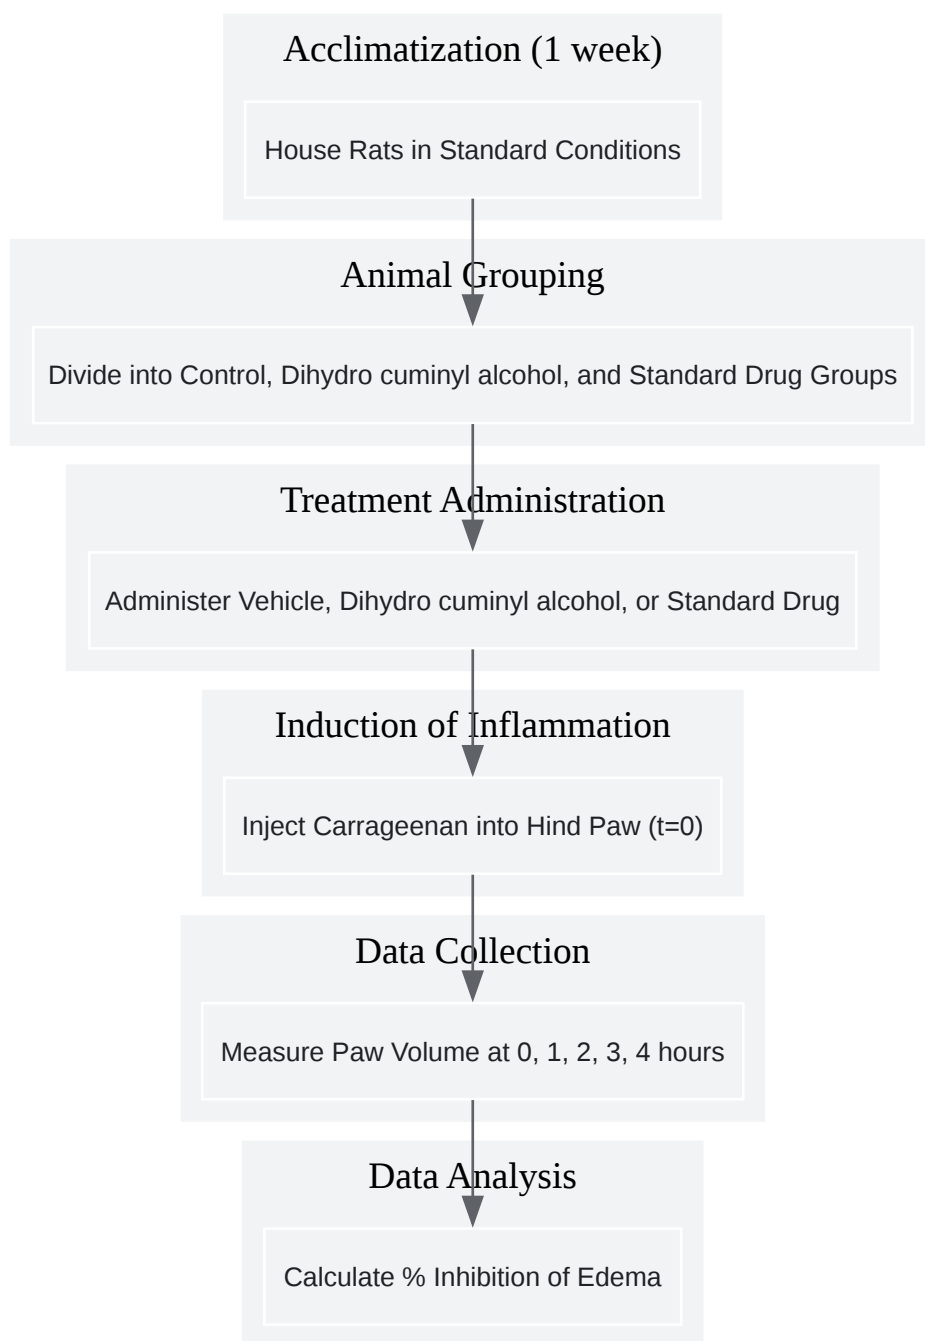 Acclimatization (1 week)
House Rats in Standard Conditions
Animal Grouping
Divide into Control, Dihydro cuminyl alcohol, and Standard Drug Groups
Treatment Administration
Administer Vehicle, Dihydro cuminyl alcohol, or Standard Drug
Induction of Inflammation
Inject Carrageenan into Hind Paw (t=0)
Data Collection
Measure Paw Volume at 0, 1, 2, 3, 4 hours
Data Analysis
Calculate % Inhibition of Edema